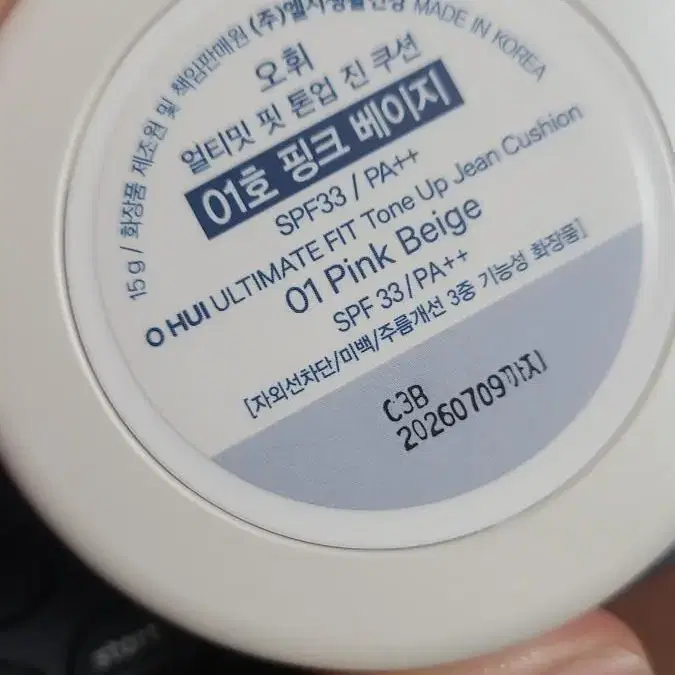 15g / 화장품 제조원 및 책임판매원 (주)엘지생활건강 MADE IN KOREA
오휘
얼티밋 핏 톤업 진 쿠션
01호 핑크 베이지
SPF33 / PA++
O HUI ULTIMATE FIT Tone Up Jean Cushion
01 Pink Beige
SPF 33/PA++
[자외선차단/미백/주름개선 3중 기능성 화장품]
C3B
20260709까지